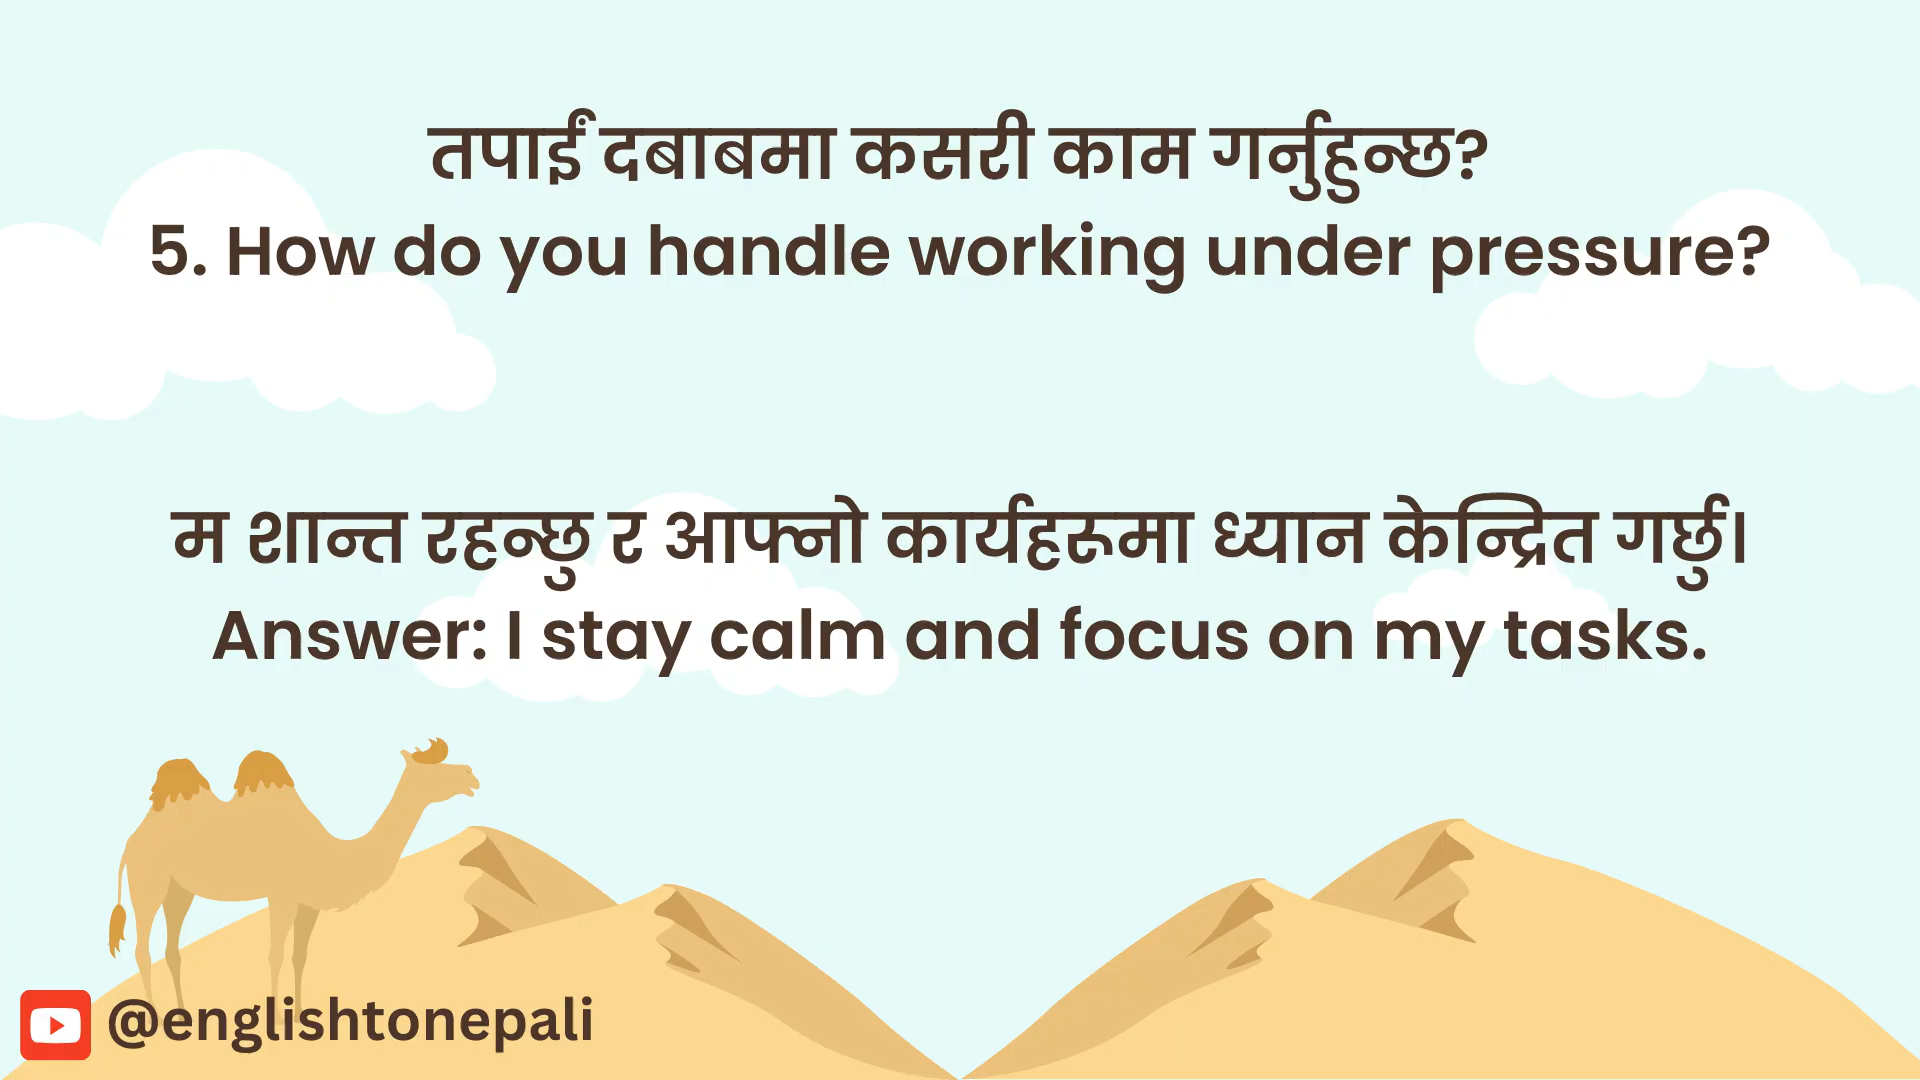 तपाईं दबाबमा कसरी काम गर्नुहुन्छ?
5. How do you handle working under pressure?
म शान्त रहन्छु र आफ्नो कार्यहरूमा ध्यान केन्द्रित गर्छु।
Answer: I stay calm and focus on my tasks.
@englishtonepali